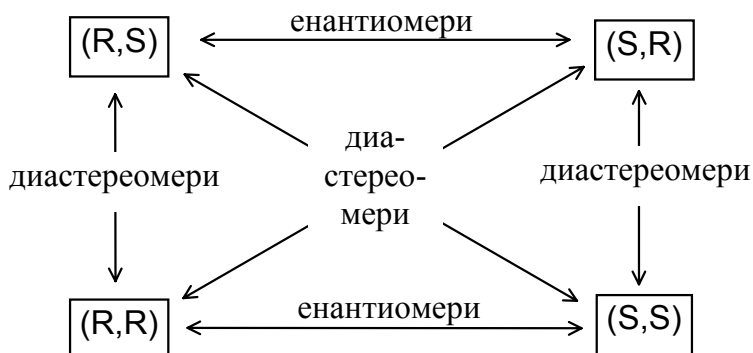 енантиомери
(R,S)
(S,R)
диа-
стерео-
мери
диастереомери
диастереомери
енантиомери
(R,R)
(S,S)